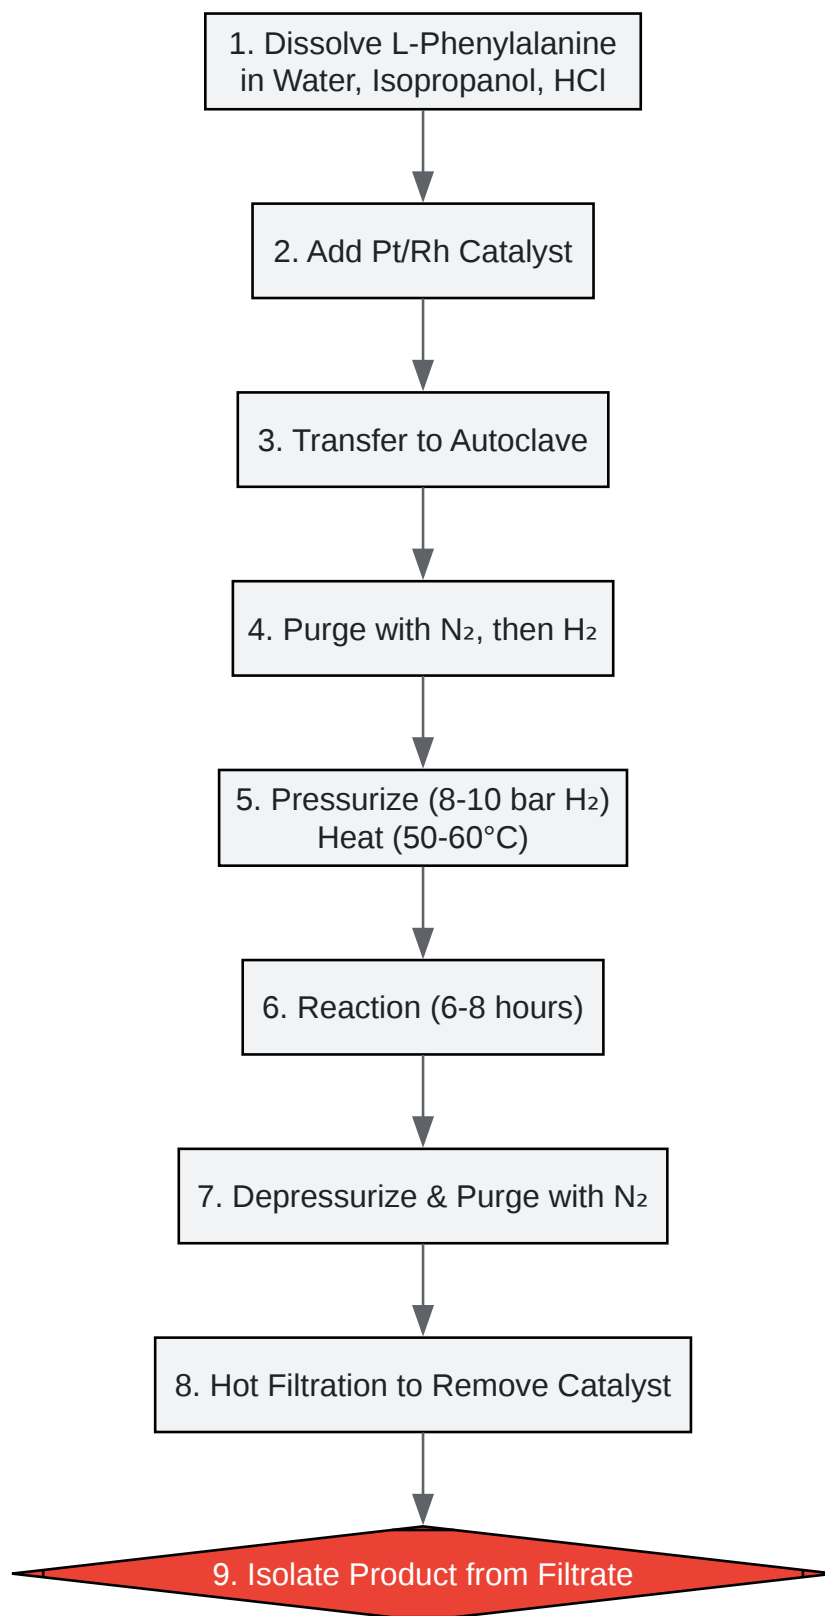 1. Dissolve L-Phenylalanine
in Water, Isopropanol, HCl
2. Add Pt/Rh Catalyst
3. Transfer to Autoclave
4. Purge with N₂, then H₂
5. Pressurize (8-10 bar H₂)
Heat (50-60°C)
6. Reaction (6-8 hours)
7. Depressurize & Purge with N₂
8. Hot Filtration to Remove Catalyst
9. Isolate Product from Filtrate